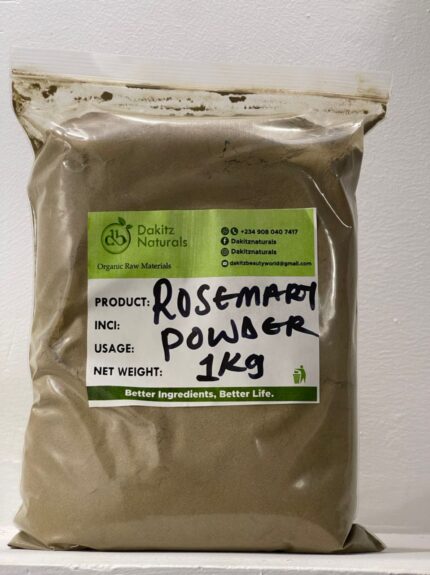 Dakitz
Naturals
Organic Raw Materials
+234 908 040 7417
Dakitznaturals
Dakitznaturals
dakitzbeautyworld@gmail.com
PRODUCT: ROSEMARY
INCI:
USAGE: POWDER
NET WEIGHT: 1Kg
Better Ingredients, Better Life.